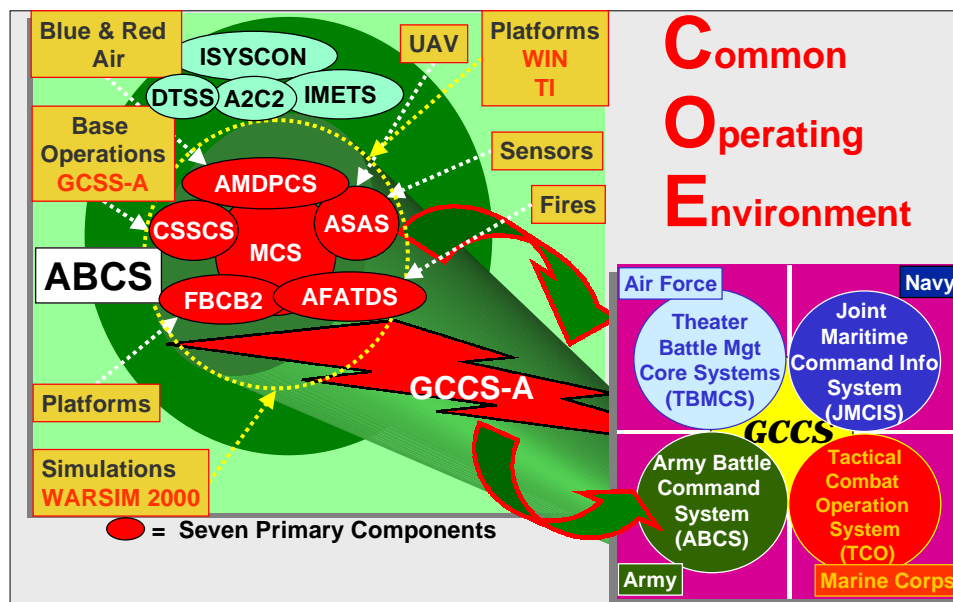 Blue & Red
Air
ISYSCON
DTSS
A2C2
IMETS
UAV
Platforms
WIN
TI
Common
Operating
Environment
Base
Operations
GCSS-A
Sensors
Fires
AMDPCS
CSSCS
MCS
ASAS
FBCB2
AFATDS
ABCS
GCCS-A
Platforms
Simulations
WARSIM 2000
= Seven Primary Components
Air Force
Navy
Theater
Battle Mgt
Core Systems
(TBMCS)
Joint
Maritime
Command Info
System
(JMCIS)
GCCS
Army Battle
Command
System
(ABCS)
Tactical
Combat
Operation
System
(TCO)
Army
Marine Corps